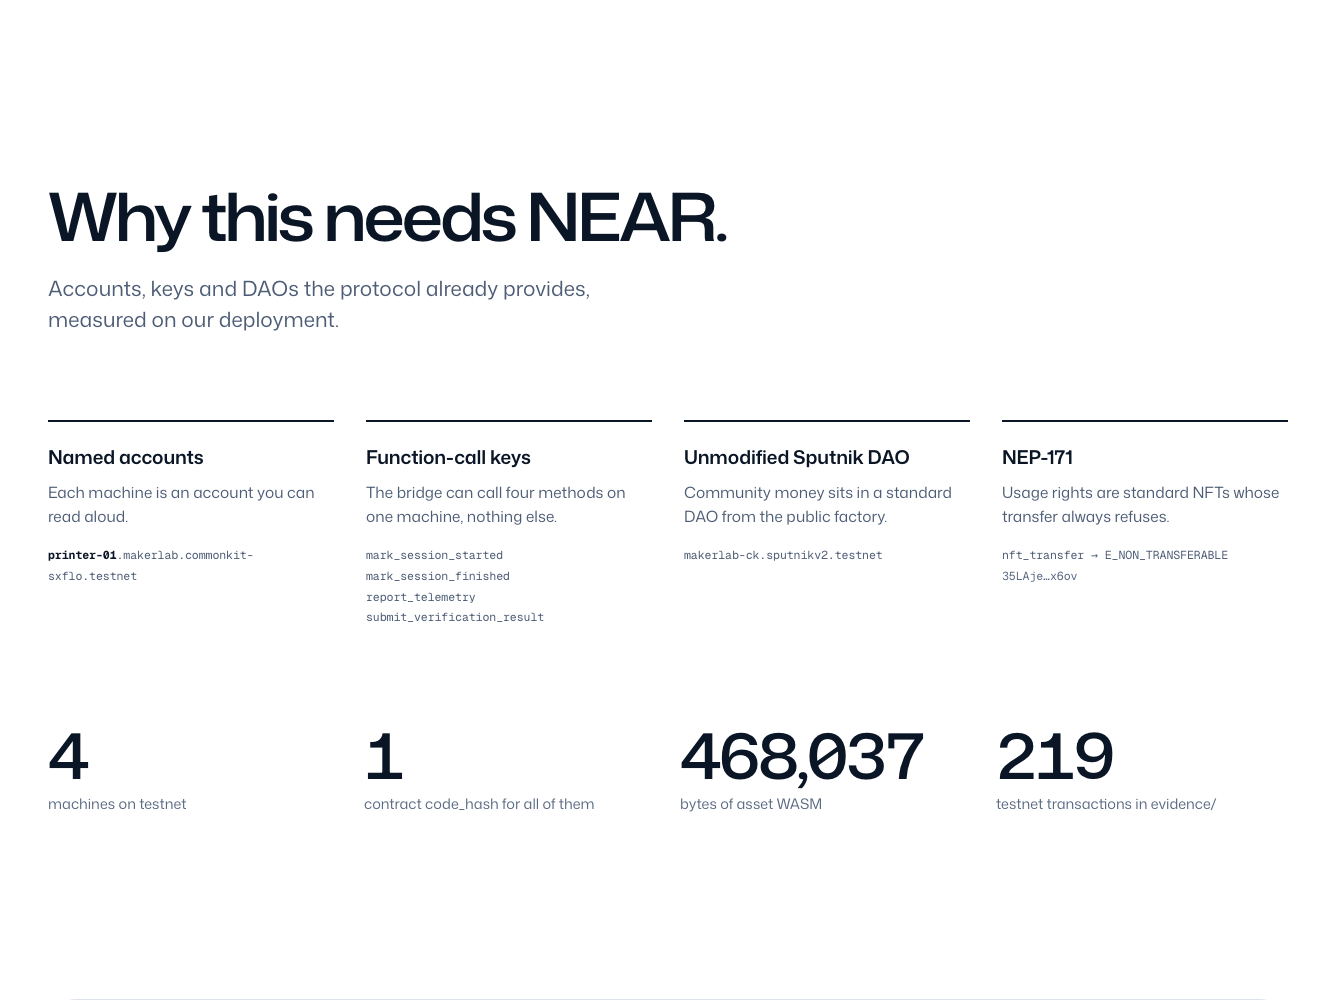 Why this needs NEAR.
Accounts, keys and DAOs the protocol already provides,
measured on our deployment.
Named accounts
Each machine is an account you can
read aloud.
printer-01.makerlab.commonkit-
sxflo.testnet
Function-call keys
The bridge can call four methods on
one machine, nothing else.
mark_session_started
mark_session_finished
report_telemetry
submit_verification_result
Unmodified Sputnik DAO
Community money sits in a standard
DAO from the public factory.
makerlab-ck.sputnikv2.testnet
NEP-171
Usage rights are standard NFTs whose
transfer always refuses.
nft_transfer → E_NON_TRANSFERABLE
35LAje…x6ov
4
machines on testnet
1
contract code_hash for all of them
468,037
bytes of asset WASM
219
testnet transactions in evidence/